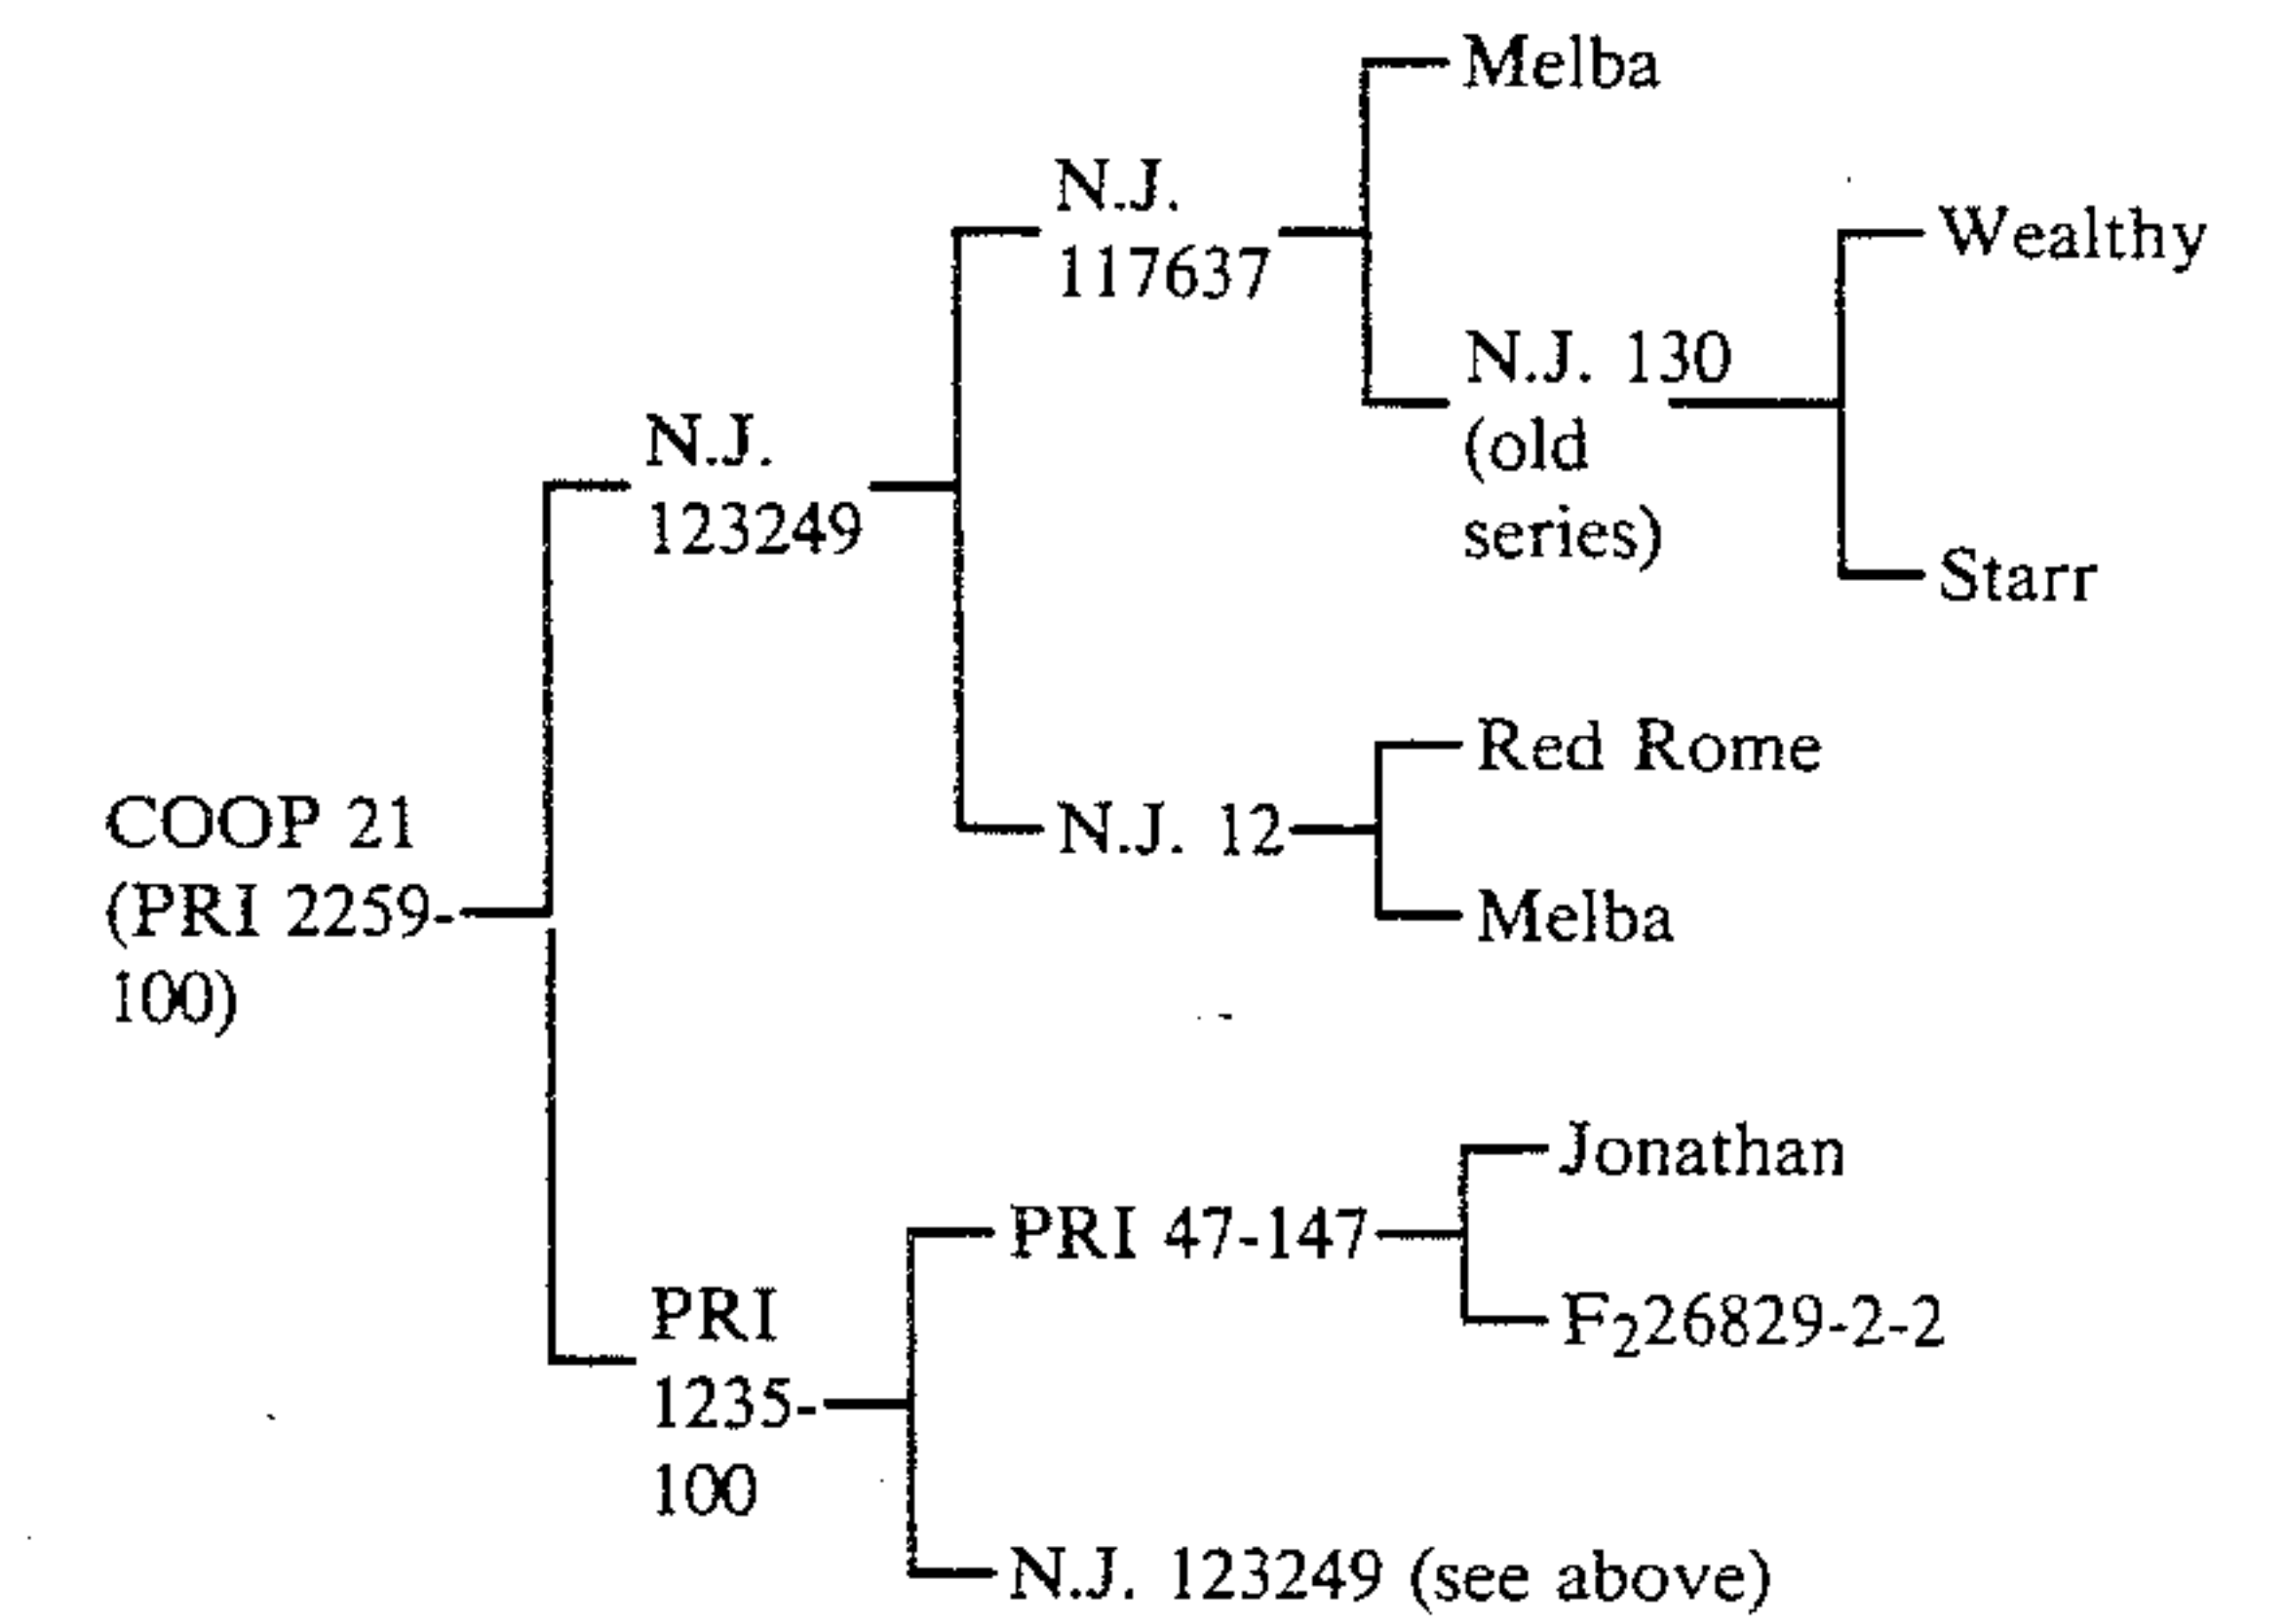 Melba
N.J.
117637
Wealthy
N.J. 130
(old
series)
Starr
N.J.
123249
Red Rome
N.J. 12
Melba
COOP 21
(PRI 2259-
100)
Jonathan
PRI 47-147
F₂26829-2-2
PRI
1235-
100
N.J. 123249 (see above)